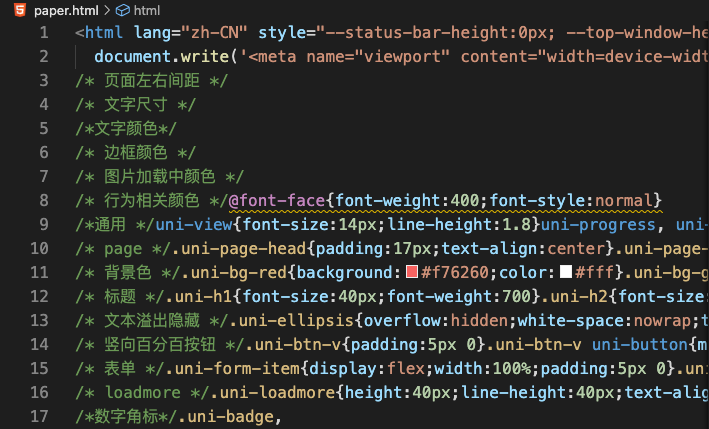 paper.html > html
1 <html lang="zh-CN" style="--status-bar-height:0px; --top-window-he
2 document.write('<meta name="viewport" content="width=device-widt
3 /* 页面左右间距 */
4 /* 文字尺寸 */
5 /*文字颜色*/
6 /* 边框颜色 */
7 /* 图片加载中颜色 */
8 /* 行为相关颜色 */@font-face{font-weight:400;font-style:normal}
9 /*通用 */uni-view{font-size:14px;line-height:1.8}uni-progress, uni-
10 /* page */.uni-page-head{padding:17px;text-align:center}.uni-page-
11 /* 背景色 */.uni-bg-red{background:#f76260;color:#fff}.uni-bg-g
12 /* 标题 */.uni-h1{font-size:40px;font-weight:700}.uni-h2{font-size:
13 /* 文本溢出隐藏 */.uni-ellipsis{overflow:hidden;white-space:nowrap;t
14 /* 竖向百分百按钮 */.uni-btn-v{padding:5px 0}.uni-btn-v uni-button{m
15 /* 表单 */.uni-form-item{display:flex;width:100%;padding:5px 0}.uni
16 /* loadmore */.uni-loadmore{height:40px;line-height:40px;text-alig
17 /*数字角标*/.uni-badge,